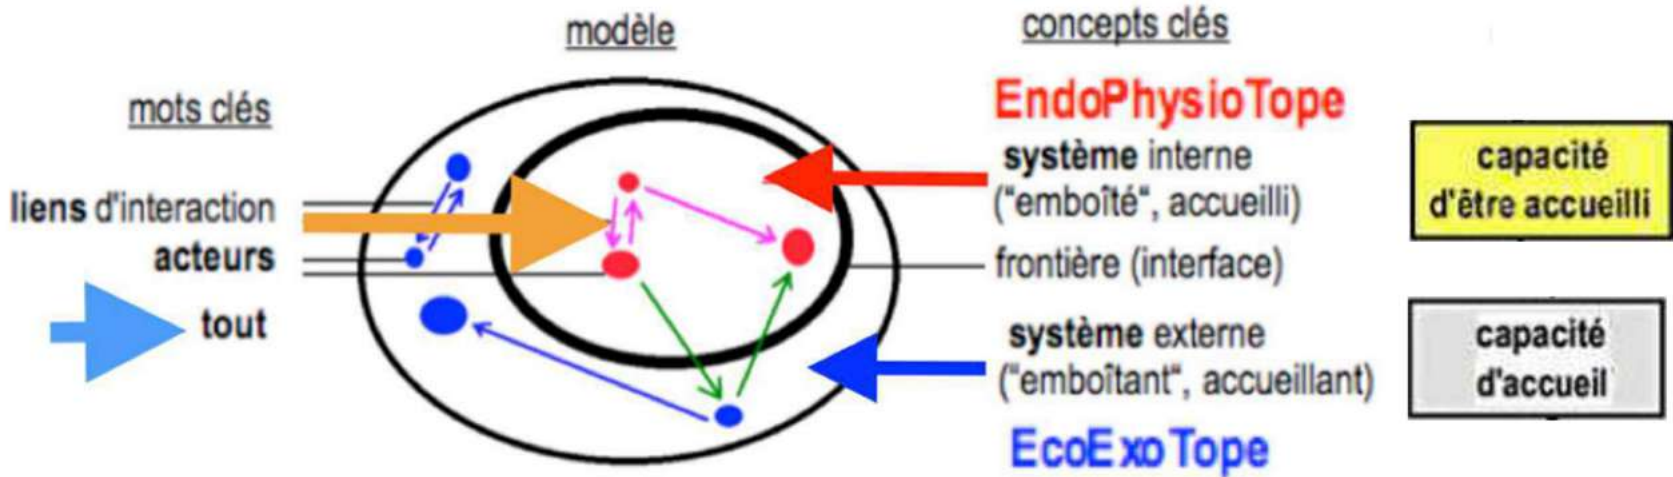 modèle
concepts clés
mots clés
EndoPhysioTope
liens d'interaction
acteurs
tout
système interne
("emboîté", accueilli)
frontière (interface)
système externe
("emboîtant", accueillant)
EcoExoTope
capacité
d'être accueilli
capacité
d'accueil